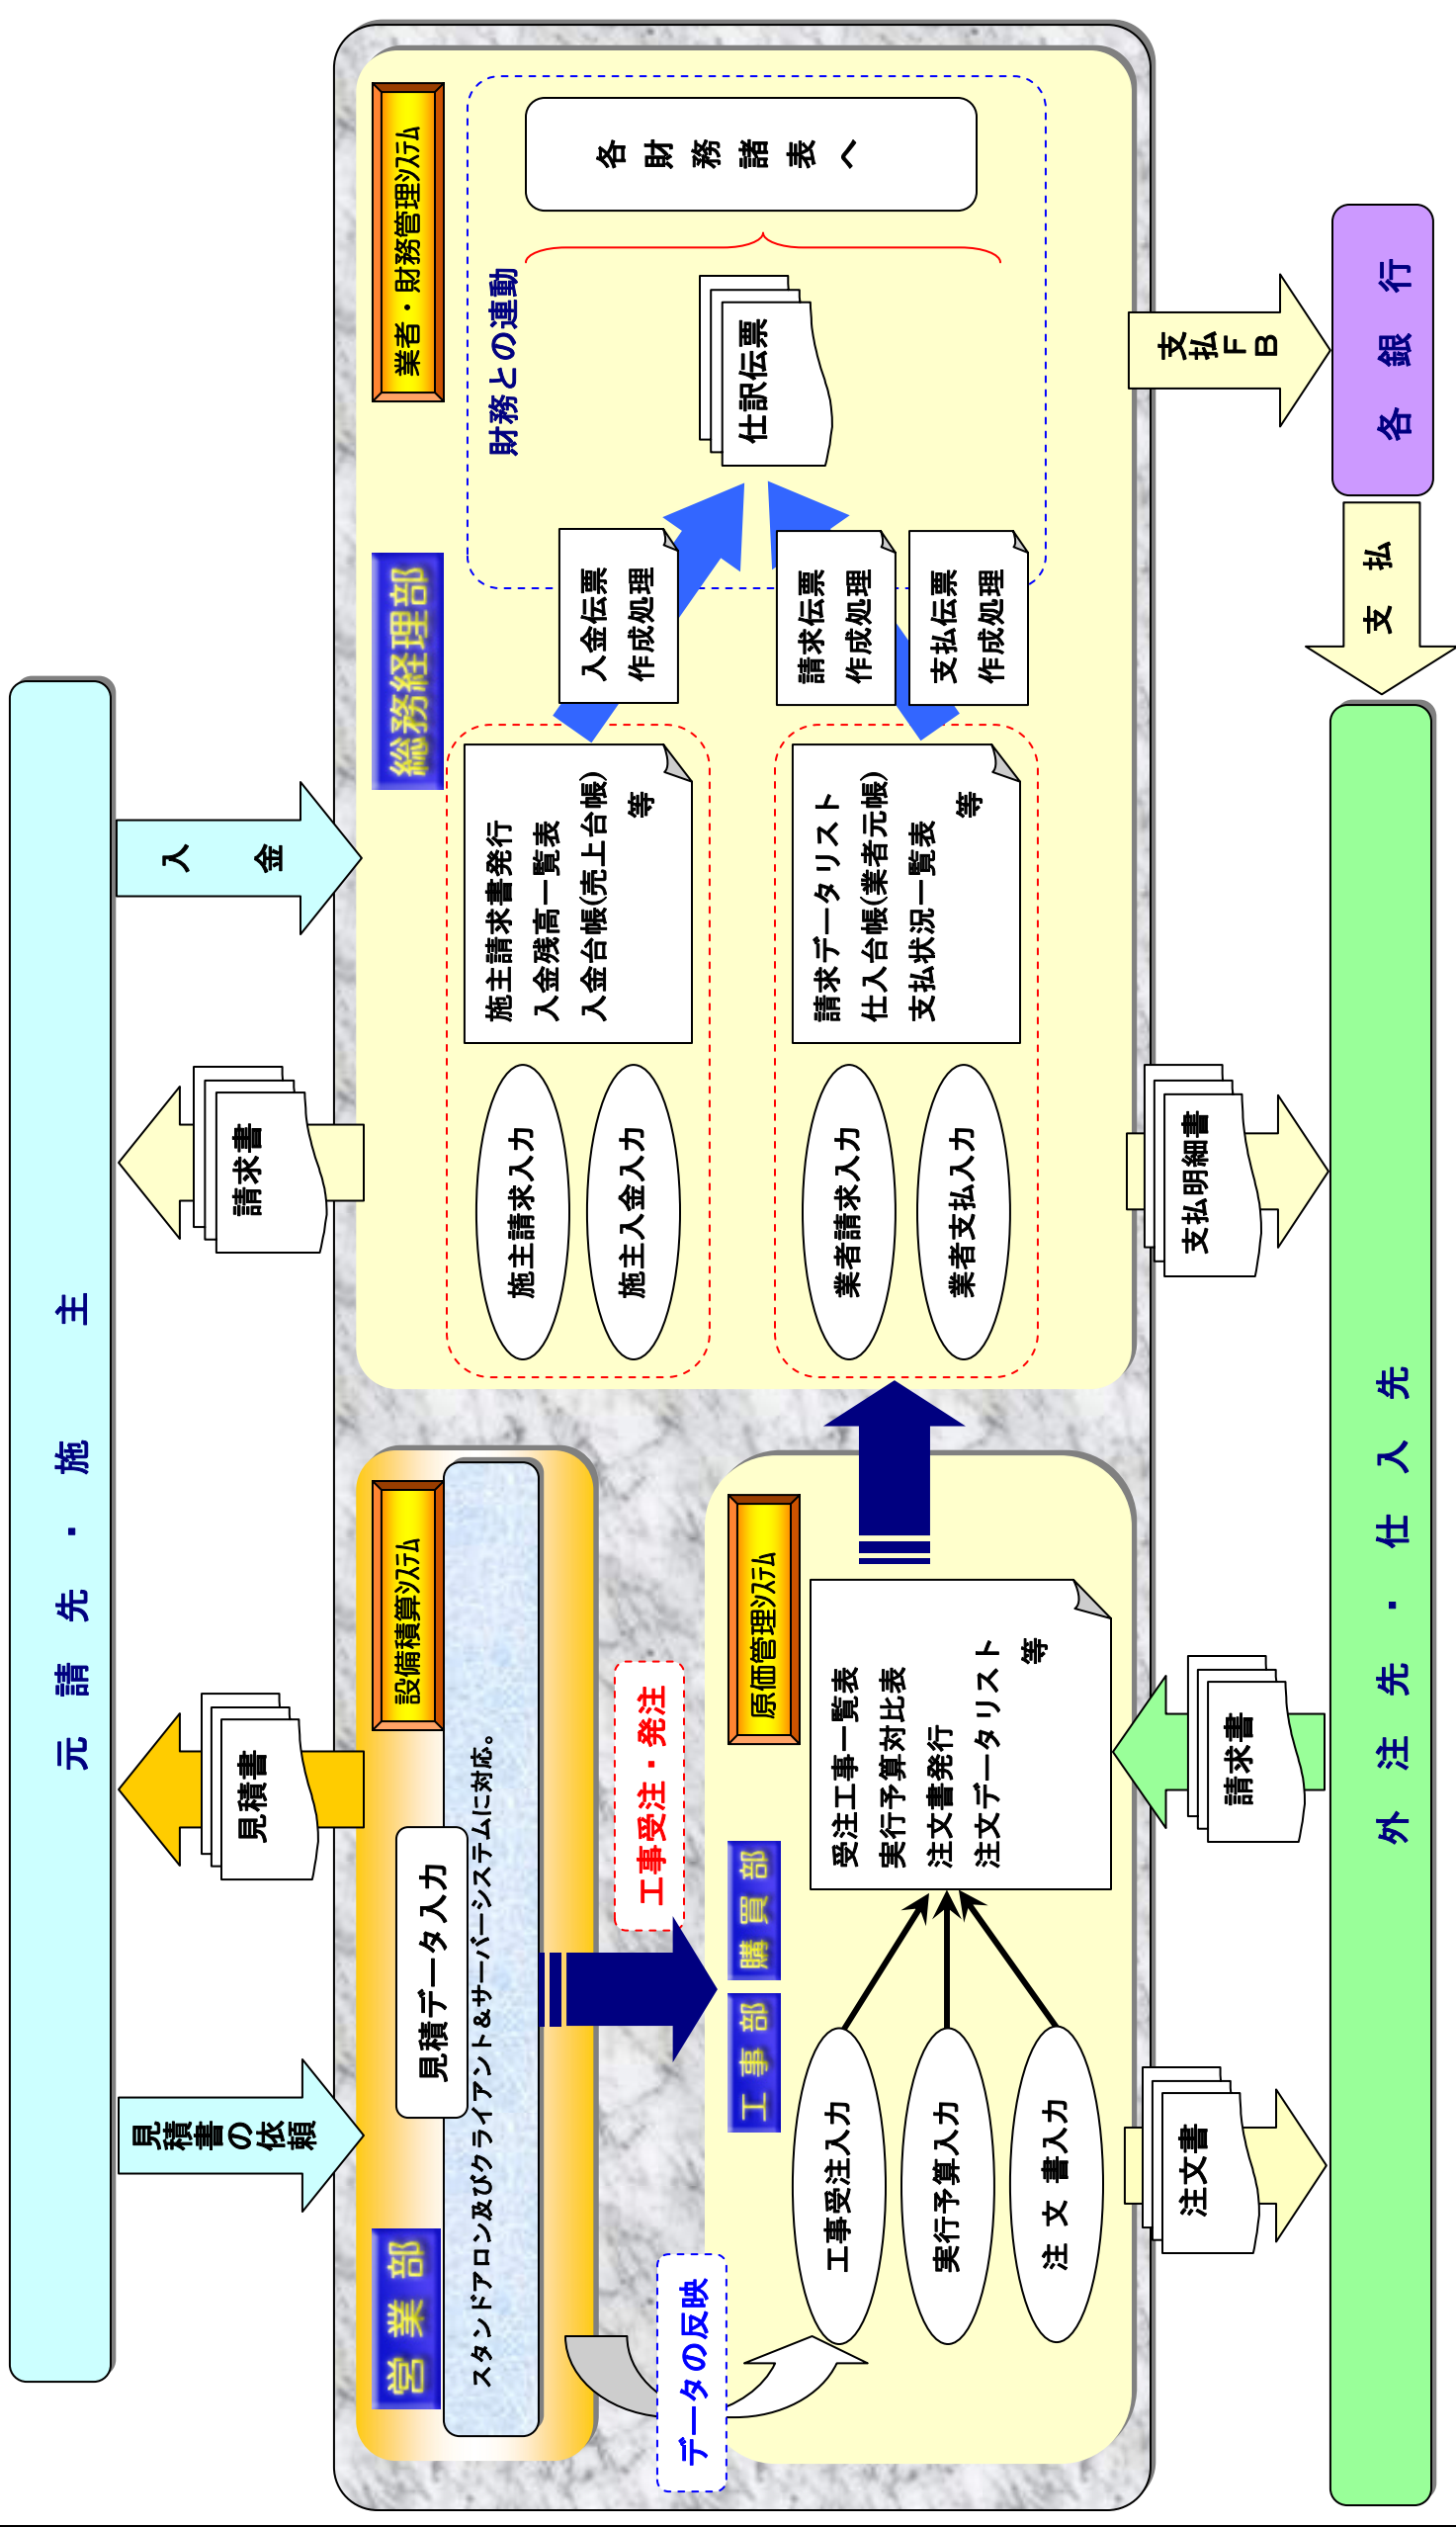 元請先・施主
見積書の依頼
見積書
請求書
入金
営業部
設備積算システム
見積データ入力
スタンドアロン及びクライアント&サーバーシステムに対応。
データの反映
工事受注・発注
工事部
購買部
原価管理システム
工事受注入力
実行予算入力
注文書入力
受注工事一覧表
実行予算対比表
注文書発行
注文データリスト
等
総務経理部
業者・財務管理システム
施主請求入力
施主入金入力
施主請求書発行
入金残高一覧表
入金台帳(売上台帳)
等
業者請求入力
業者支払入力
請求データリスト
仕入台帳(業者元帳)
支払状況一覧表
等
入金伝票
作成処理
請求伝票
作成処理
支払伝票
作成処理
財務との連動
仕訳伝票
各財務諸表へ
注文書
請求書
支払明細書
支払FB
各銀行
支払
外注先・仕入先